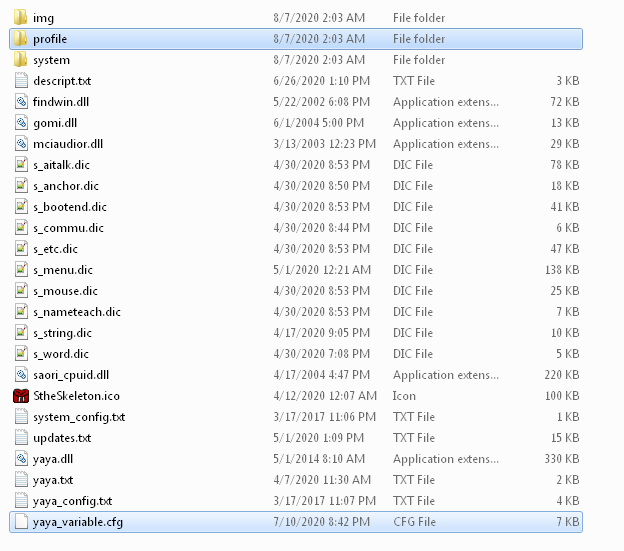 img 8/7/2020 2:03 AM File folder
profile 8/7/2020 2:03 AM File folder
system 8/7/2020 2:03 AM File folder
descript.txt 6/26/2020 1:10 PM TXT File 3 KB
findwin.dll 5/22/2002 6:08 PM Application extens... 72 KB
gomi.dll 6/1/2004 5:00 PM Application extens... 13 KB
mciaudior.dll 3/13/2003 12:23 PM Application extens... 29 KB
s_aitalk.dic 4/30/2020 8:53 PM DIC File 78 KB
s_anchor.dic 4/30/2020 8:50 PM DIC File 18 KB
s_bootend.dic 4/30/2020 8:53 PM DIC File 41 KB
s_commu.dic 4/30/2020 8:44 PM DIC File 6 KB
s_etc.dic 4/30/2020 8:53 PM DIC File 47 KB
s_menu.dic 5/1/2020 12:21 AM DIC File 138 KB
s_mouse.dic 4/30/2020 8:53 PM DIC File 25 KB
s_nameteach.dic 4/30/2020 8:53 PM DIC File 7 KB
s_string.dic 4/17/2020 9:05 PM DIC File 10 KB
s_word.dic 4/30/2020 7:08 PM DIC File 5 KB
saori_cpuid.dll 4/17/2004 4:47 PM Application extens... 220 KB
StheSkeleton.ico 4/12/2020 12:07 AM Icon 100 KB
system_config.txt 3/17/2017 11:06 PM TXT File 1 KB
updates.txt 5/1/2020 1:09 PM TXT File 15 KB
yaya.dll 5/1/2014 8:10 AM Application extens... 330 KB
yaya.txt 4/7/2020 11:30 AM TXT File 2 KB
yaya_config.txt 3/17/2017 11:07 PM TXT File 4 KB
yaya_variable.cfg 7/10/2020 8:42 PM CFG File 7 KB